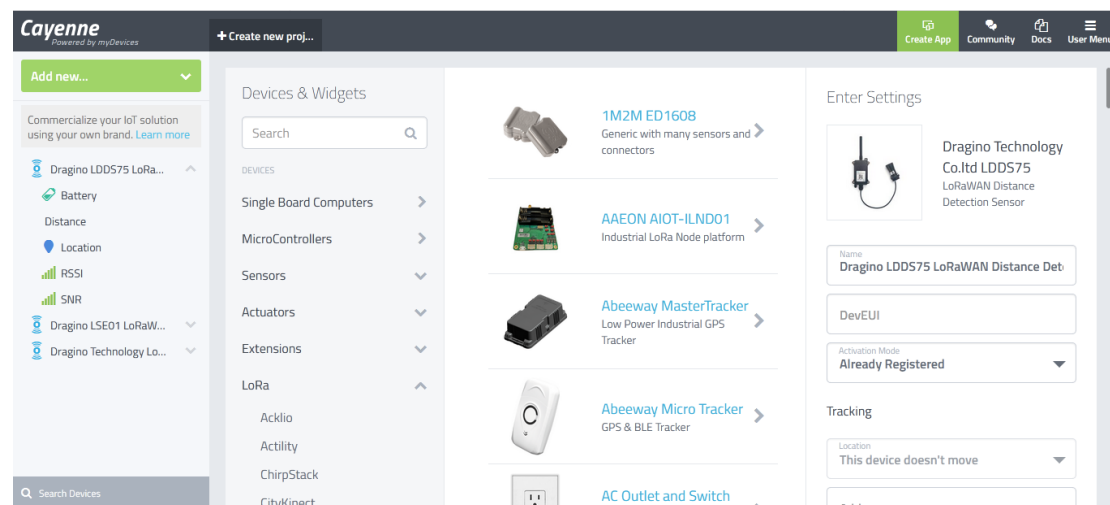 Cayenne
Powered by myDevices
+ Create new proj...
Create App
Community
Docs
User Menu
Add new...
Commercialize your IoT solution
using your own brand. Learn more
Dragino LDDS75 LoRa...
Battery
Distance
Location
RSSI
SNR
Dragino LSE01 LoRaW...
Dragino Technology Lo...
Search Devices
Devices & Widgets
Search
DEVICES
Single Board Computers
MicroControllers
Sensors
Actuators
Extensions
LoRa
Acklio
Actility
ChirpStack
CityKinect
1M2M ED1608
Generic with many sensors and
connectors
AAEON AIOT-ILND01
Industrial LoRa Node platform
Abeeway MasterTracker
Low Power Industrial GPS
Tracker
Abeeway Micro Tracker
GPS & BLE Tracker
AC Outlet and Switch
Enter Settings
Dragino Technology
Co.ltd LDDS75
LoRaWAN Distance
Detection Sensor
Name
Dragino LDDS75 LoRaWAN Distance Det
DevEUI
Activation Mode
Already Registered
Tracking
Location
This device doesn't move